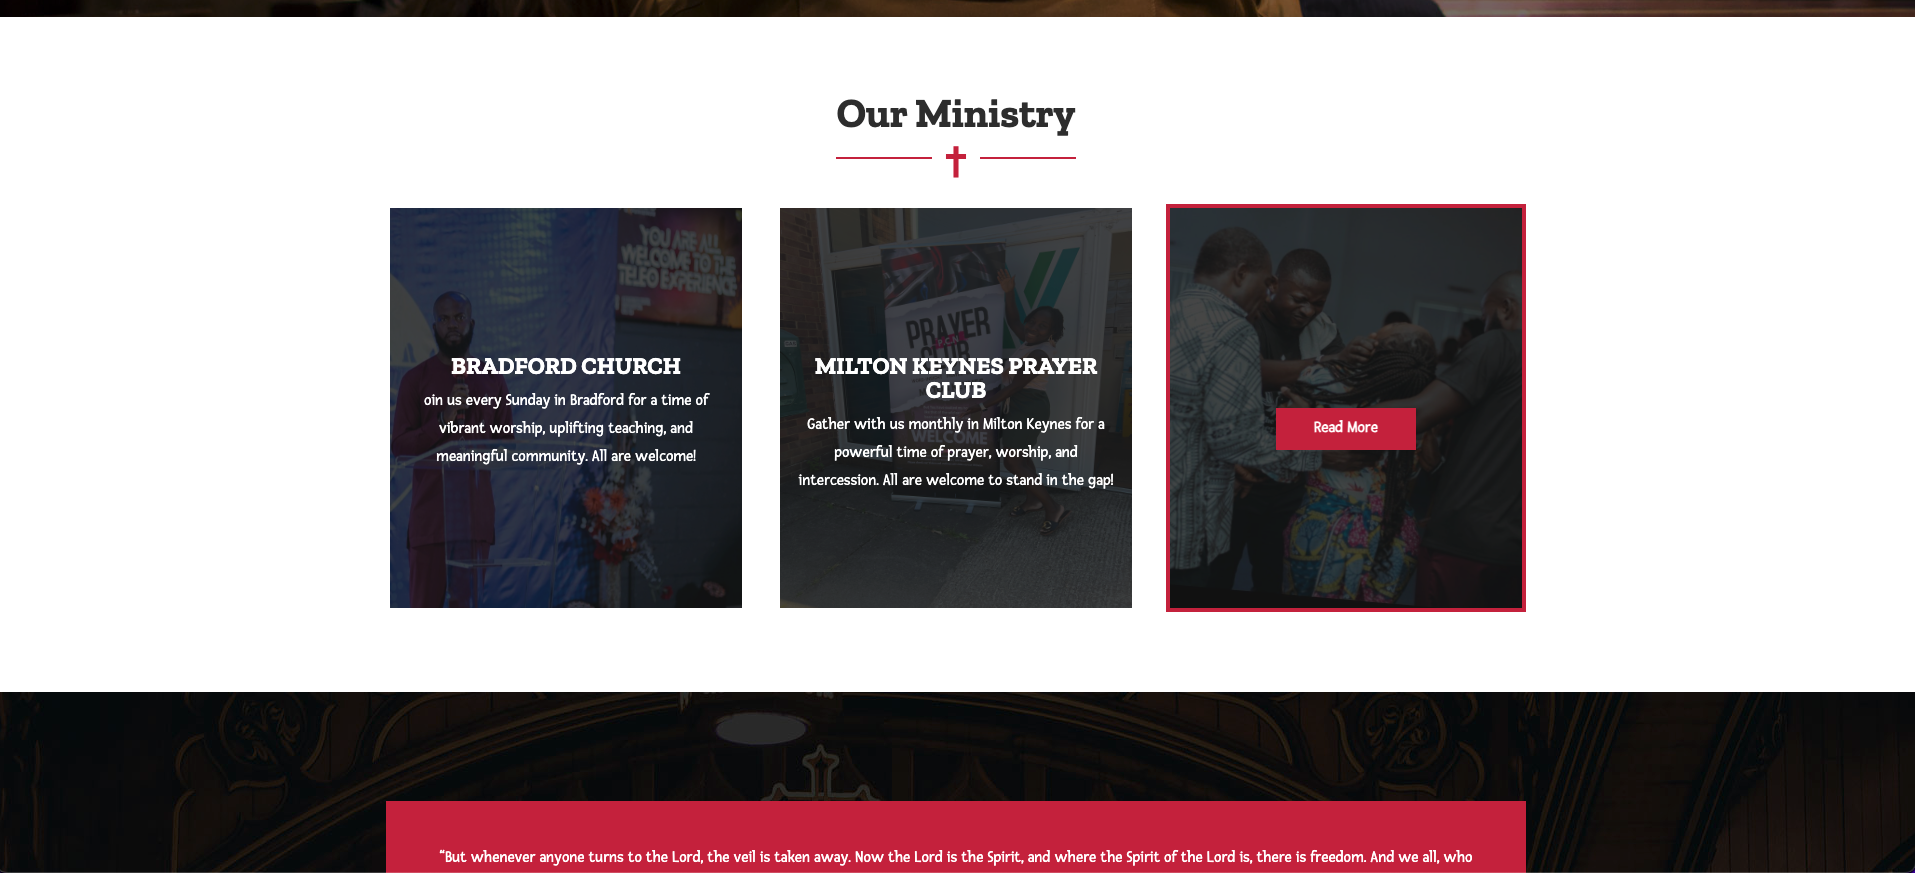 Our Ministry
YOU ARE ALL
WELCOME TO THE
TELEO EXPERIENCE
BRADFORD CHURCH
oin us every Sunday in Bradford for a time of
vibrant worship, uplifting teaching, and
meaningful community. All are welcome!
PRAYER
CLUB
WELCOME
MILTON KEYNES PRAYER
CLUB
Gather with us monthly in Milton Keynes for a
powerful time of prayer, worship, and
intercession. All are welcome to stand in the gap!
Read More
“But whenever anyone turns to the Lord, the veil is taken away. Now the Lord is the Spirit, and where the Spirit of the Lord is, there is freedom. And we all, who